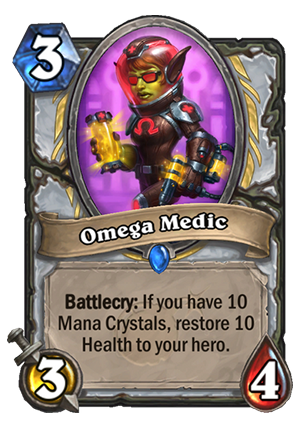 3
Omega Medic
Battlecry: If you have 10
Mana Crystals, restore 10
Health to your hero.
3
4